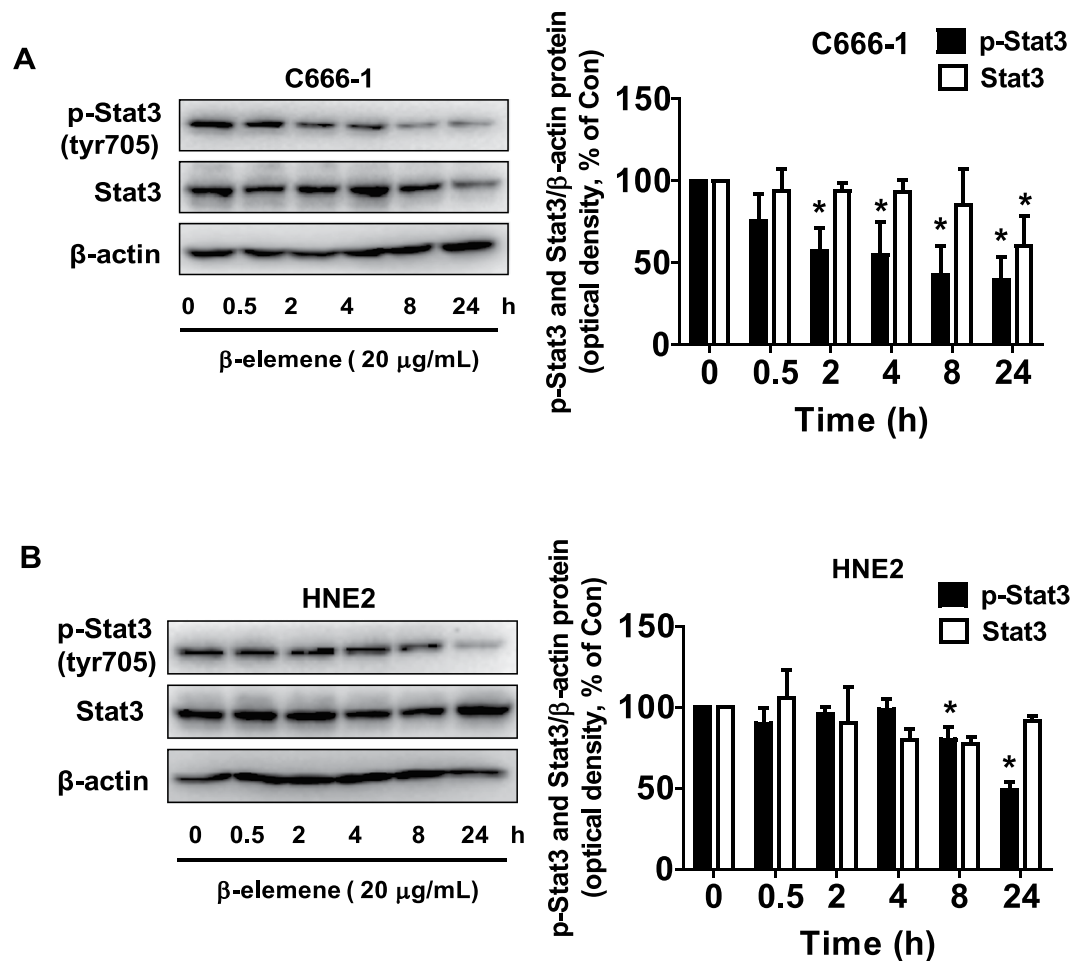 A
C666-1
p-Stat3
(tyr705)
Stat3
β-actin
0 0.5 2 4 8 24 h
β-elemene ( 20 μg/mL)
C666-1
p-Stat3
Stat3
p-Stat3 and Stat3/β-actin protein
(optical density, % of Con)
150
100
50
0
* * * * *
0 0.5 2 4 8 24
Time (h)
B
HNE2
p-Stat3
(tyr705)
Stat3
β-actin
0 0.5 2 4 8 24 h
β-elemene ( 20 μg/mL)
HNE2
p-Stat3
Stat3
p-Stat3 and Stat3/β-actin protein
(optical density, % of Con)
150
100
50
0
* *
0 0.5 2 4 8 24
Time (h)